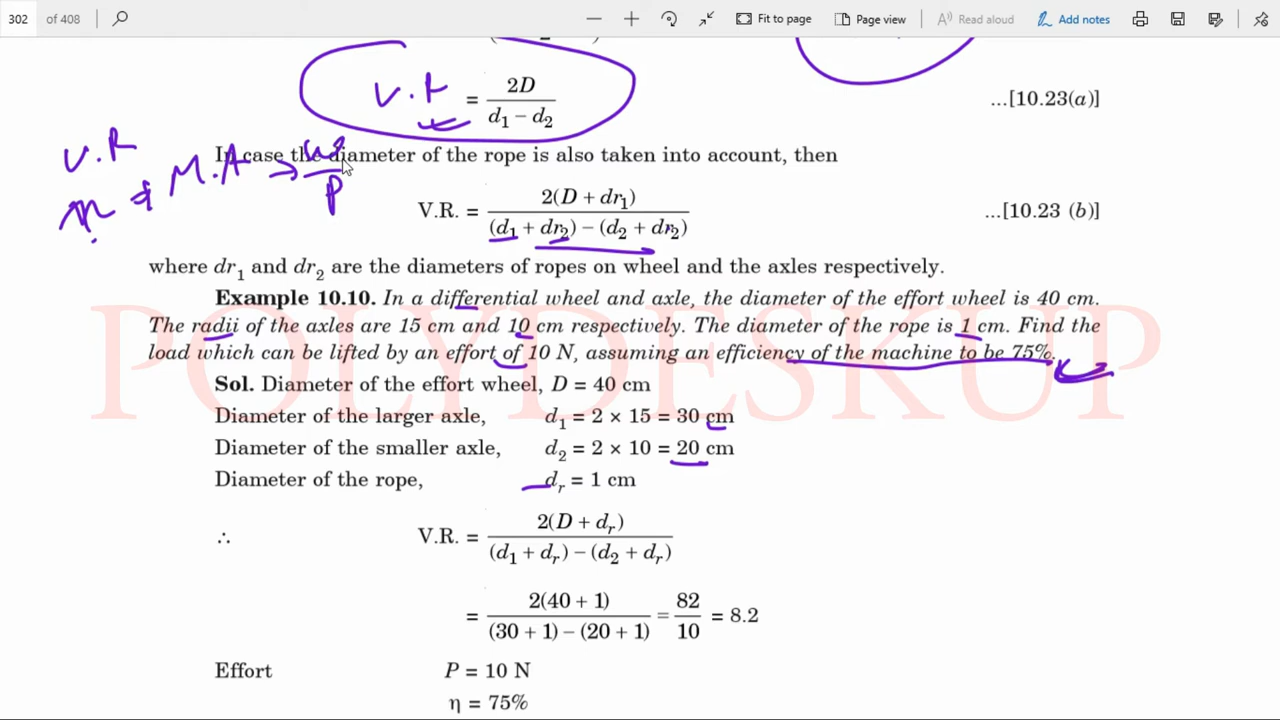 302 of 408 Fit to page Page view Read aloud Add notes
V.R = 2D / d₁ – d₂ ...[10.23(a)]
V.R
η & M.A → W / P
In case the diameter of the rope is also taken into account, then
V.R. = 2(D + dr₁) / (d₁ + dr₂) – (d₂ + dr₂) ...[10.23 (b)]
where dr₁ and dr₂ are the diameters of ropes on wheel and the axles respectively.
Example 10.10. In a differential wheel and axle, the diameter of the effort wheel is 40 cm.
The radii of the axles are 15 cm and 10 cm respectively. The diameter of the rope is 1 cm. Find the
load which can be lifted by an effort of 10 N, assuming an efficiency of the machine to be 75%.
POLYDESKUP
Sol. Diameter of the effort wheel, D = 40 cm
Diameter of the larger axle, d₁ = 2 × 15 = 30 cm
Diameter of the smaller axle, d₂ = 2 × 10 = 20 cm
Diameter of the rope, dᵣ = 1 cm
∴ V.R. = 2(D + dᵣ) / (d₁ + dᵣ) – (d₂ + dᵣ)
= 2(40 + 1) / (30 + 1) – (20 + 1) = 82 / 10 = 8.2
Effort P = 10 N
η = 75%